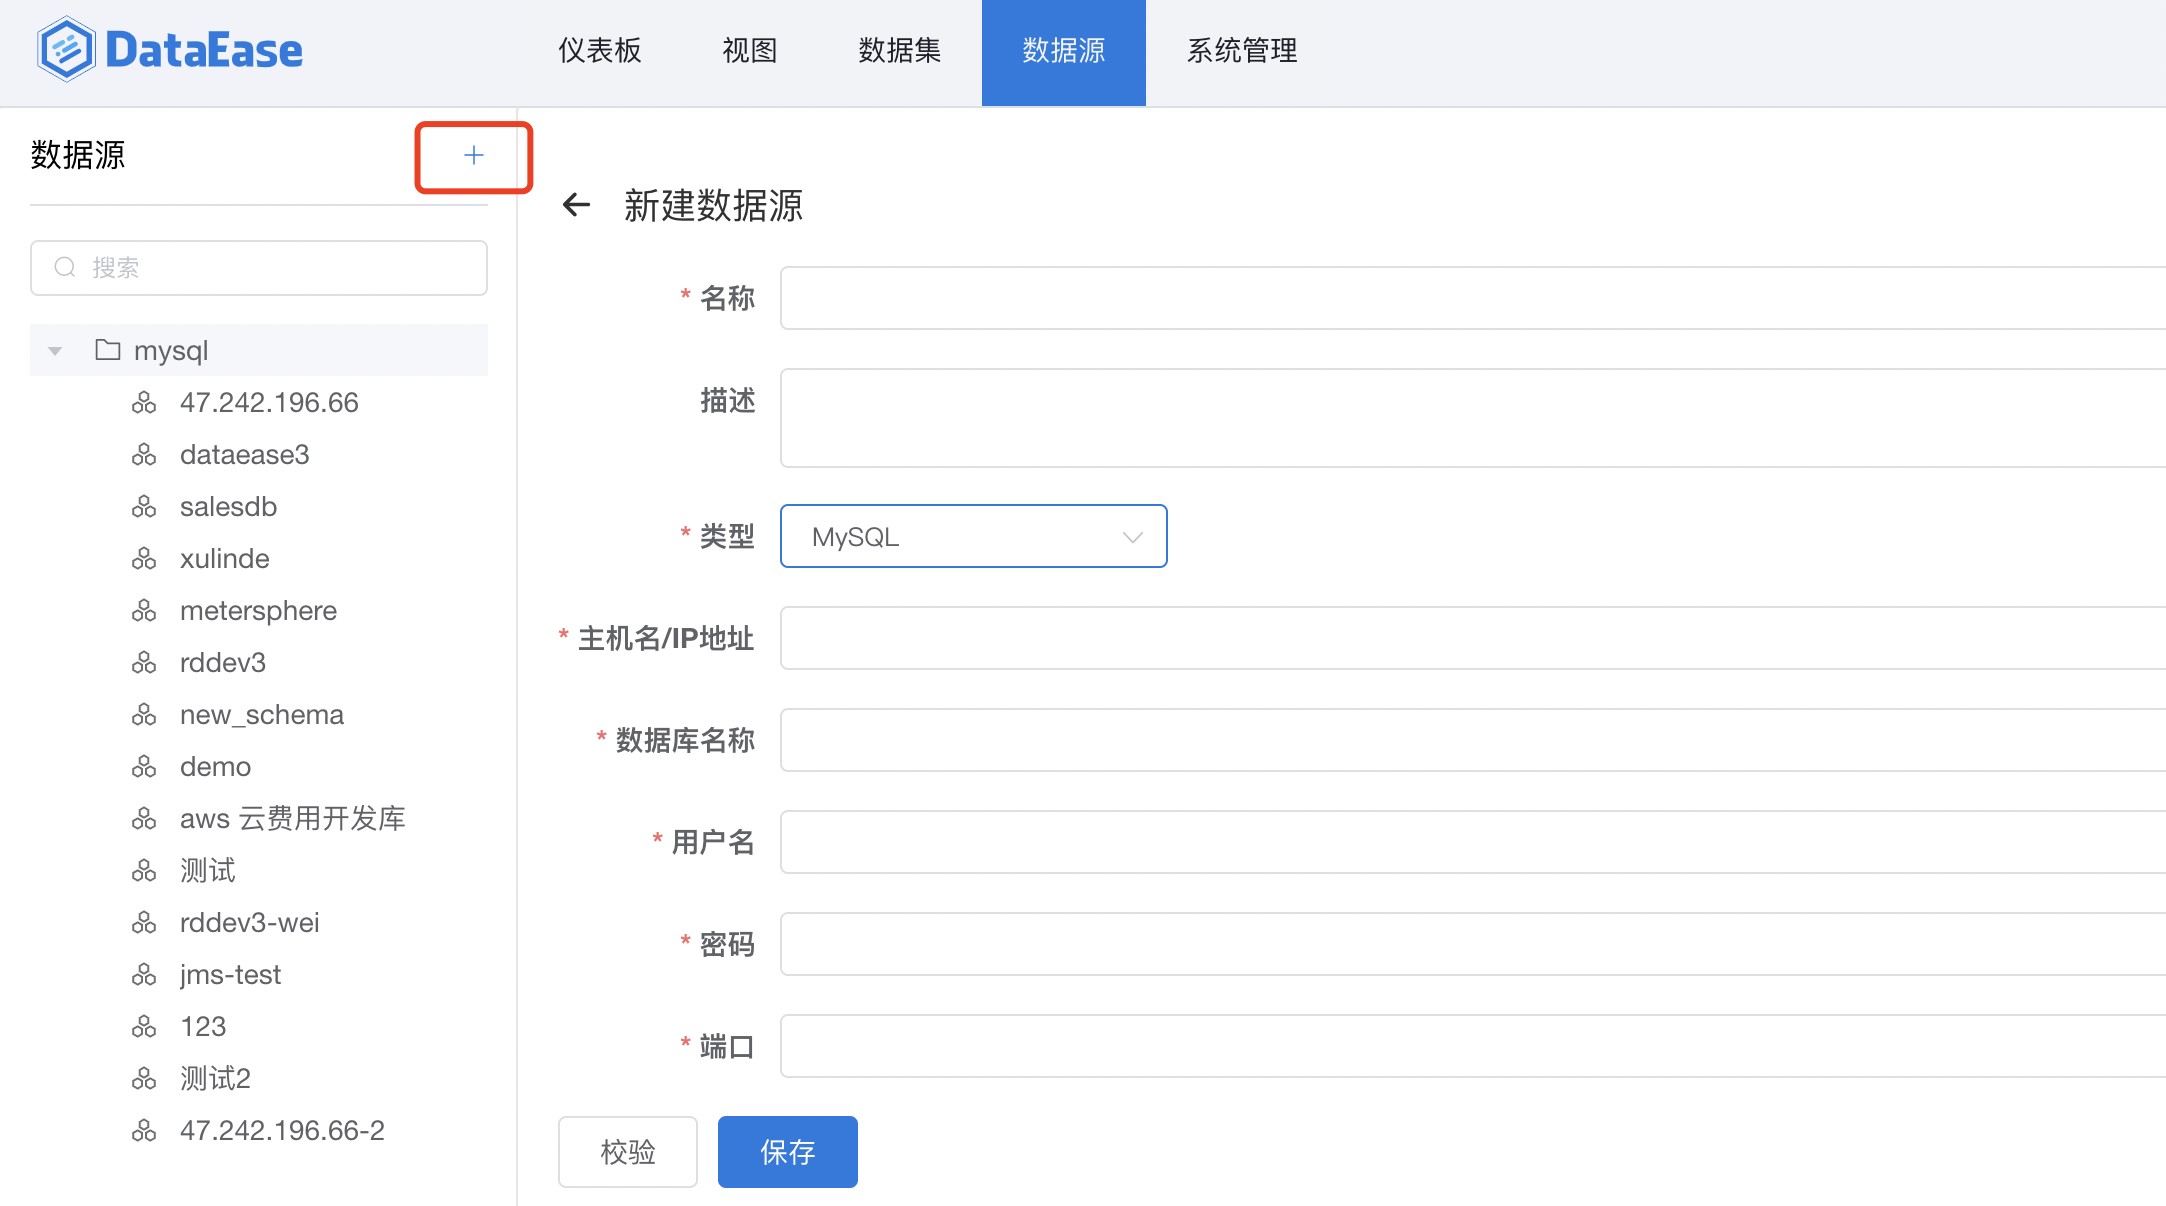 DataEase
仪表板 视图 数据集 数据源 系统管理
数据源
+
搜索
mysql
47.242.196.66
dataease3
salesdb
xulinde
metersphere
rddev3
new_schema
demo
aws 云费用开发库
测试
rddev3-wei
jms-test
123
测试2
47.242.196.66-2
新建数据源
* 名称
描述
* 类型 MySQL
* 主机名/IP地址
* 数据库名称
* 用户名
* 密码
* 端口
校验 保存